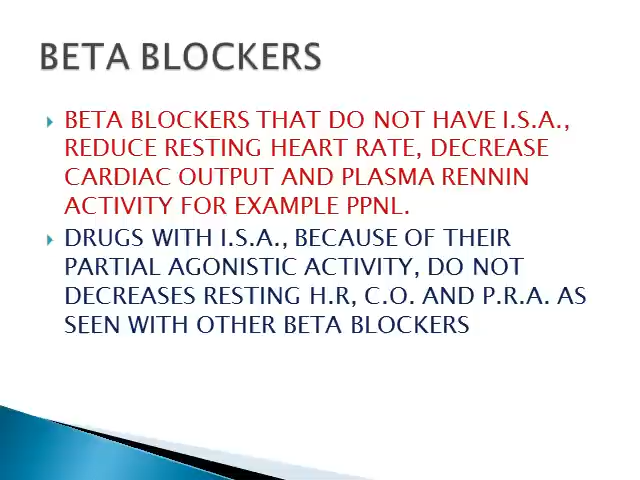 BETA BLOCKERS
BETA BLOCKERS THAT DO NOT HAVE I.S.A.,
REDUCE RESTING HEART RATE, DECREASE
CARDIAC OUTPUT AND PLASMA RENNIN
ACTIVITY FOR EXAMPLE PPNL.
DRUGS WITH I.S.A., BECAUSE OF THEIR
PARTIAL AGONISTIC ACTIVITY, DO NOT
DECREASES RESTING H.R, C.O. AND P.R.A. AS
SEEN WITH OTHER BETA BLOCKERS